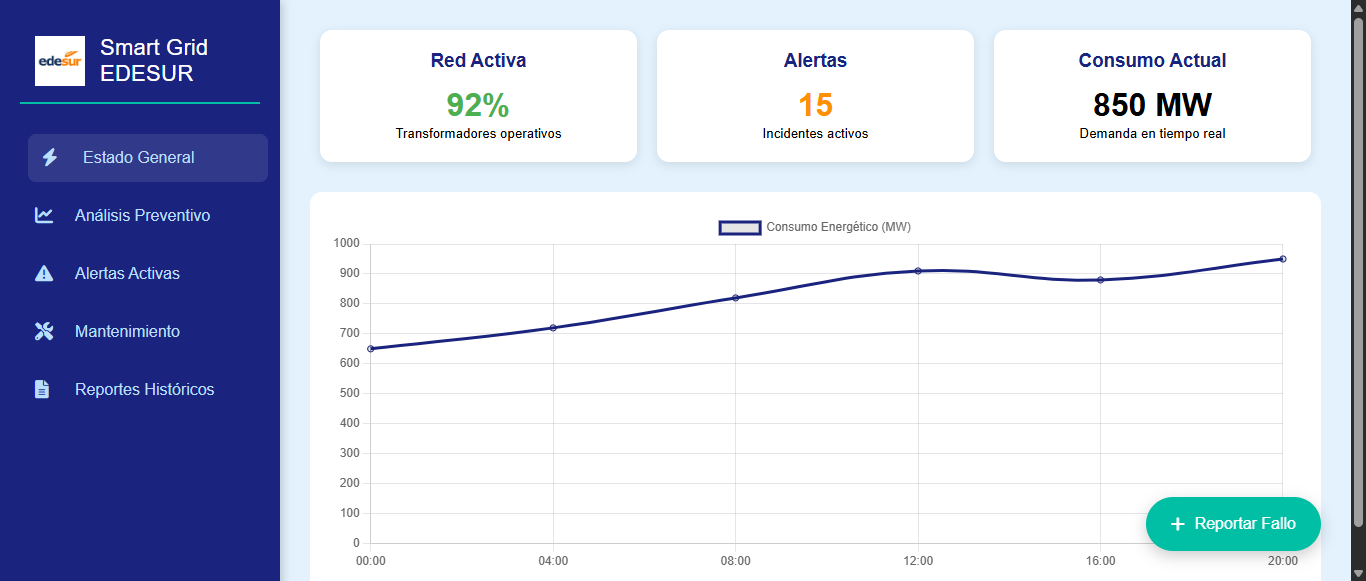 edesur
Smart Grid
EDESUR
Estado General
Análisis Preventivo
Alertas Activas
Mantenimiento
Reportes Históricos
Red Activa
92%
Transformadores operativos
Alertas
15
Incidentes activos
Consumo Actual
850 MW
Demanda en tiempo real
Consumo Energético (MW)
1000
900
800
700
600
500
400
300
200
100
0
00:00 04:00 08:00 12:00 16:00 20:00
+ Reportar Fallo